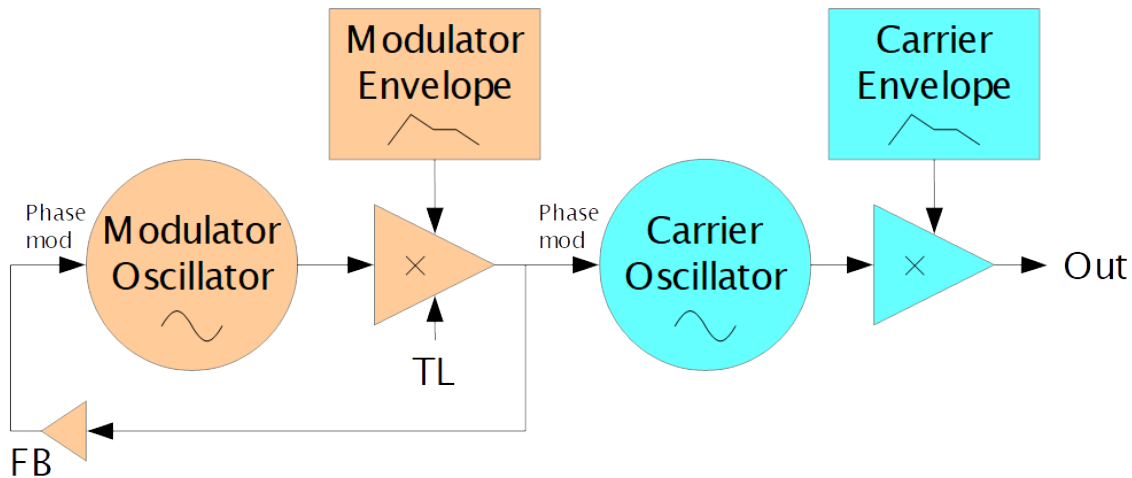 Modulator
Envelope
Carrier
Envelope
Phase
mod
Modulator
Oscillator
×
Phase
mod
Carrier
Oscillator
×
Out
TL
FB